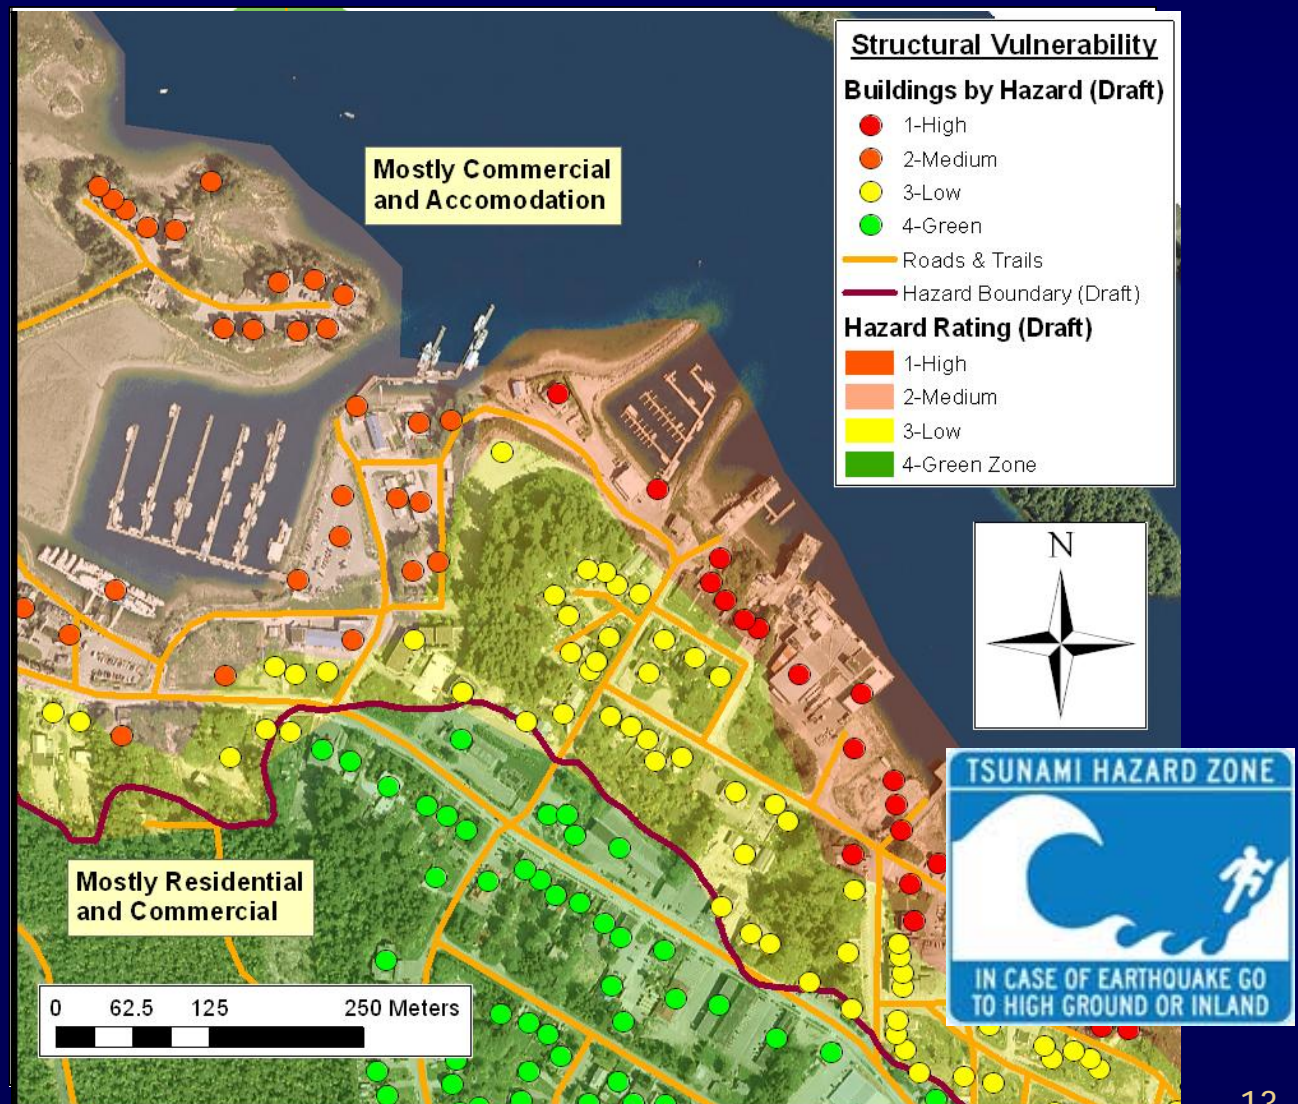 Structural Vulnerability
Buildings by Hazard (Draft)
1-High
2-Medium
3-Low
4-Green
Roads & Trails
Hazard Boundary (Draft)
Hazard Rating (Draft)
1-High
2-Medium
3-Low
4-Green Zone
Mostly Commercial
and Accomodation
N
TSUNAMI HAZARD ZONE
IN CASE OF EARTHQUAKE GO
TO HIGH GROUND OR INLAND
Mostly Residential
and Commercial
0 62.5 125 250 Meters